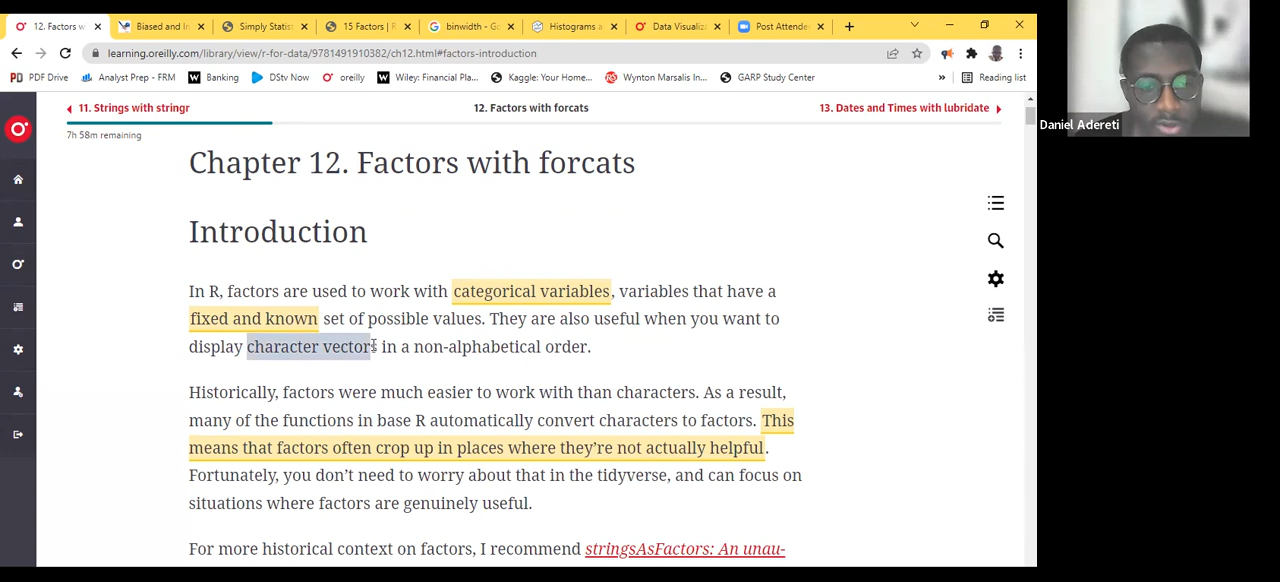 12. Factors w
Biased and In
Simply Statist
15 Factors | R
binwidth - Go
Histograms a
Data Visualiz
Post Attende
learning.oreilly.com/library/view/r-for-data/9781491910382/ch12.html#factors-introduction
PDF Drive
Analyst Prep - FRM
Banking
DStv Now
oreilly
Wiley: Financial Pla...
Kaggle: Your Home...
Wynton Marsalis in...
GARP Study Center
»
Reading list
11. Strings with stringr
12. Factors with forcats
13. Dates and Times with lubridate
7h 58m remaining
Daniel Adereti
Chapter 12. Factors with forcats
Introduction
In R, factors are used to work with categorical variables, variables that have a
fixed and known set of possible values. They are also useful when you want to
display character vectors in a non-alphabetical order.
Historically, factors were much easier to work with than characters. As a result,
many of the functions in base R automatically convert characters to factors. This
means that factors often crop up in places where they’re not actually helpful.
Fortunately, you don’t need to worry about that in the tidyverse, and can focus on
situations where factors are genuinely useful.
For more historical context on factors, I recommend stringsAsFactors: An unau-